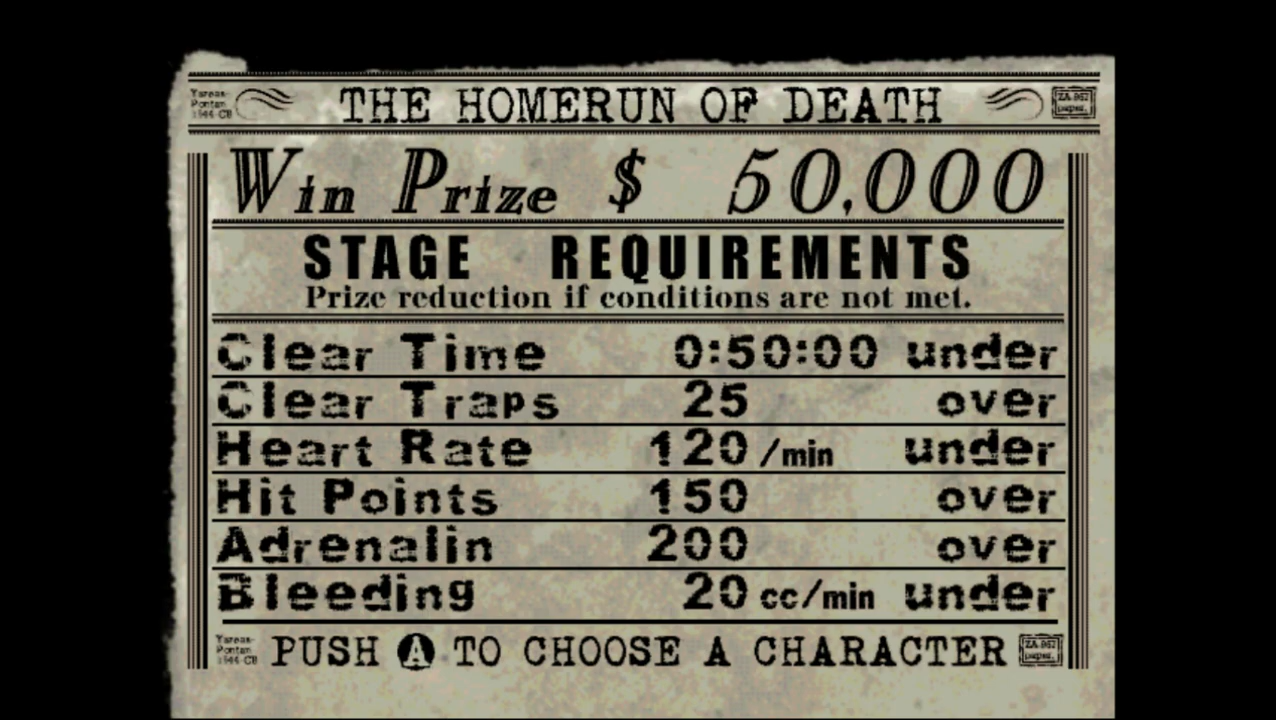 THE HOMERUN OF DEATH
Win Prize $ 50,000
STAGE REQUIREMENTS
Prize reduction if conditions are not met.
Clear Time 0:50:00 under
Clear Traps 25 over
Heart Rate 120 /min under
Hit Points 150 over
Adrenalin 200 over
Bleeding 20 cc/min under
PUSH A TO CHOOSE A CHARACTER